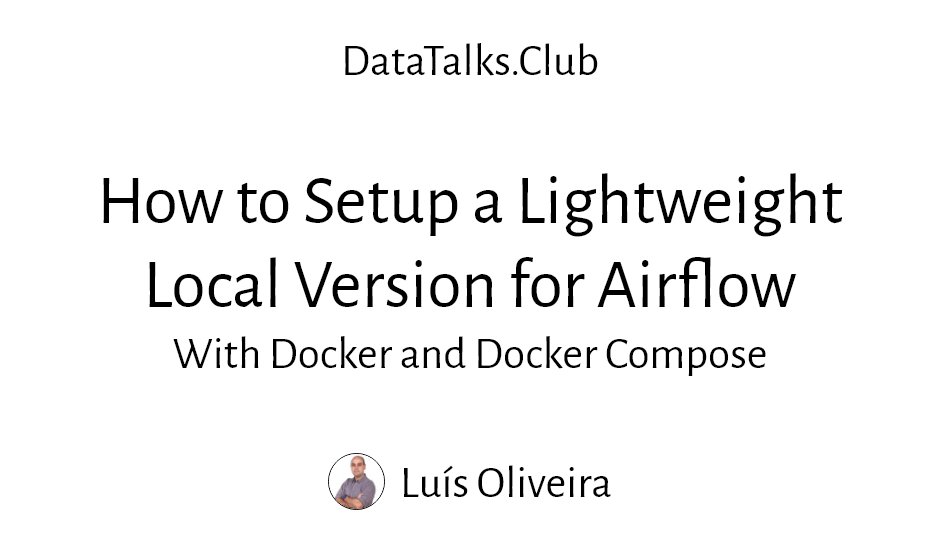 DataTalks.Club
How to Setup a Lightweight
Local Version for Airflow
With Docker and Docker Compose
Luís Oliveira